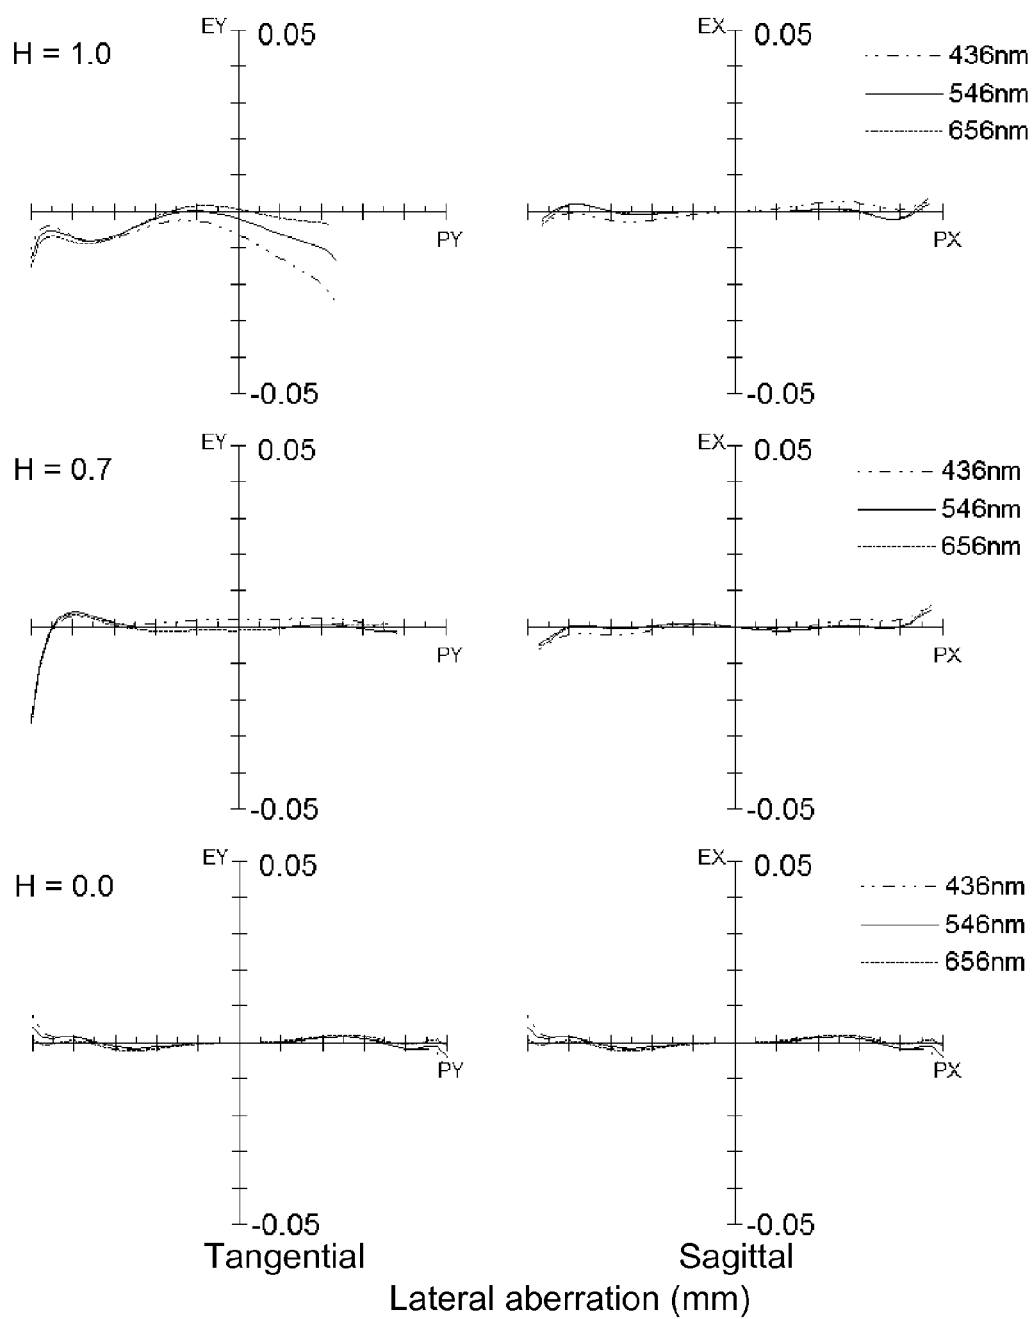 H = 1.0
EY 0.05
PY
-0.05
EX 0.05
PX
-0.05
436nm
546nm
656nm
H = 0.7
EY 0.05
PY
-0.05
EX 0.05
PX
-0.05
436nm
546nm
656nm
H = 0.0
EY 0.05
PY
-0.05
EX 0.05
PX
-0.05
436nm
546nm
656nm
Tangential
Sagittal
Lateral aberration (mm)